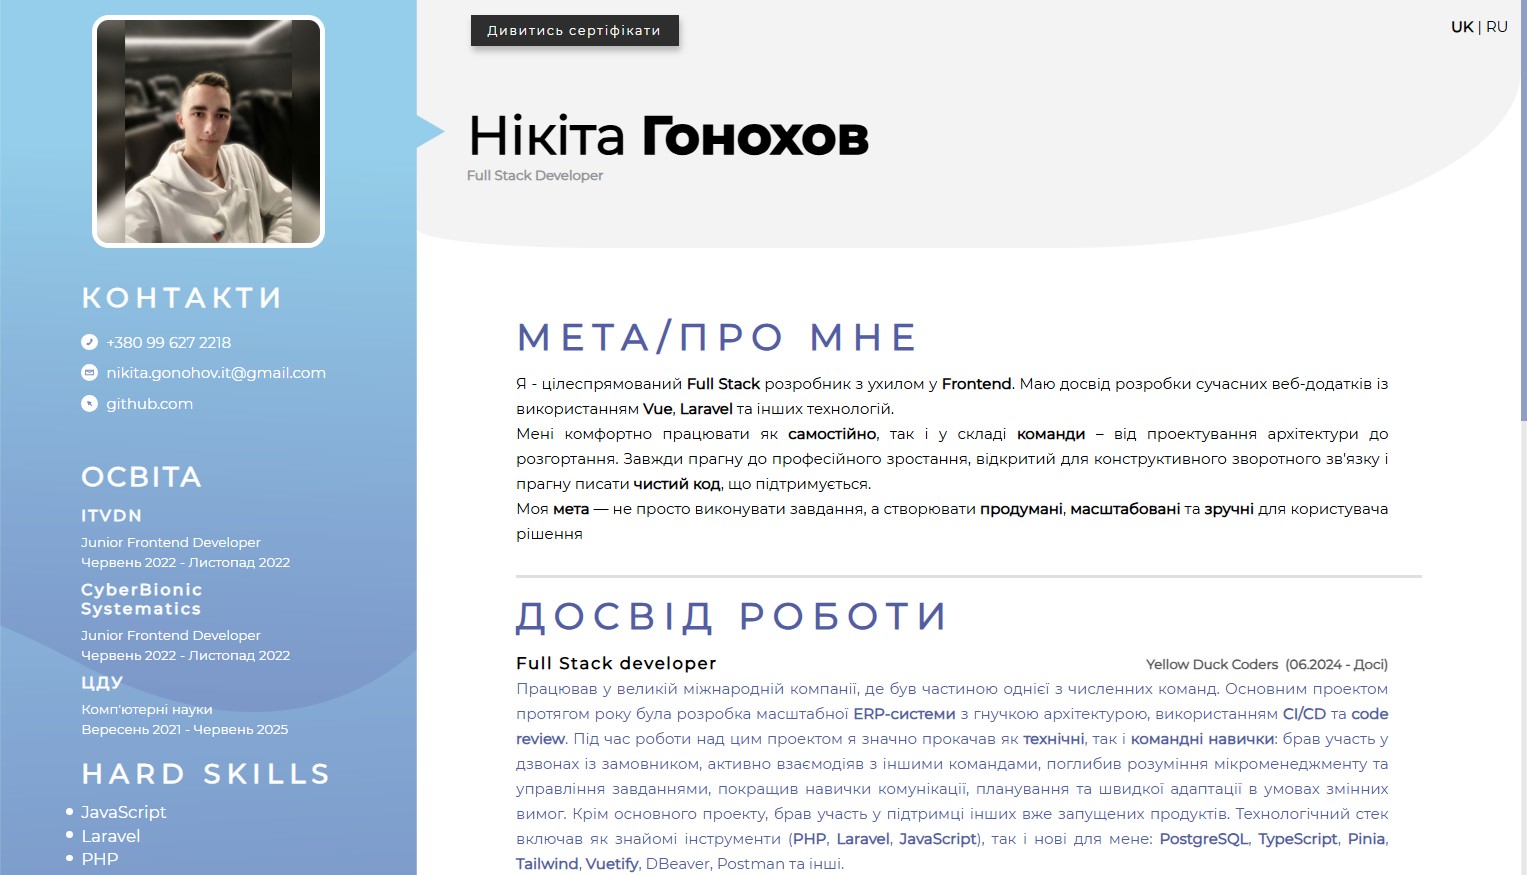 Дивитись сертіфікати
UK | RU
Нікіта Гонохов
Full Stack Developer
КОНТАКТИ
+380 99 627 2218
nikita.gonohov.it@gmail.com
github.com
ОСВІТА
ITVDN
Junior Frontend Developer
Червень 2022 - Листопад 2022
CyberBionic
Systematics
Junior Frontend Developer
Червень 2022 - Листопад 2022
ЦДУ
Комп'ютерні науки
Вересень 2021 - Червень 2025
HARD SKILLS
JavaScript
Laravel
PHP
МЕТА/ПРО МНЕ
Я - цілеспрямований Full Stack розробник з ухилом у Frontend. Маю досвід розробки сучасних веб-додатків із
використанням Vue, Laravel та інших технологій.
Мені комфортно працювати як самостійно, так і у складі команди – від проектування архітектури до
розгортання. Завжди прагну до професійного зростання, відкритий для конструктивного зворотного зв'язку і
прагну писати чистий код, що підтримується.
Моя мета — не просто виконувати завдання, а створювати продумані, масштабовані та зручні для користувача
рішення
ДОСВІД РОБОТИ
Full Stack developer
Yellow Duck Coders (06.2024 - Досі)
Працював у великій міжнародній компанії, де був частиною однієї з численних команд. Основним проектом
протягом року була розробка масштабної ERP-системи з гнучкою архітектурою, використанням CI/CD та code
review. Під час роботи над цим проектом я значно прокачав як технічні, так і командні навички: брав участь у
дзвонах із замовником, активно взаємодіяв з іншими командами, поглибив розуміння мікроменеджменту та
управління завданнями, покращив навички комунікації, планування та швидкої адаптації в умовах змінних
вимог. Крім основного проекту, брав участь у підтримці інших вже запущених продуктів. Технологічний стек
включав як знайомі інструменти (PHP, Laravel, JavaScript), так і нові для мене: PostgreSQL, TypeScript, Pinia,
Tailwind, Vuetify, DBeaver, Postman та інші.